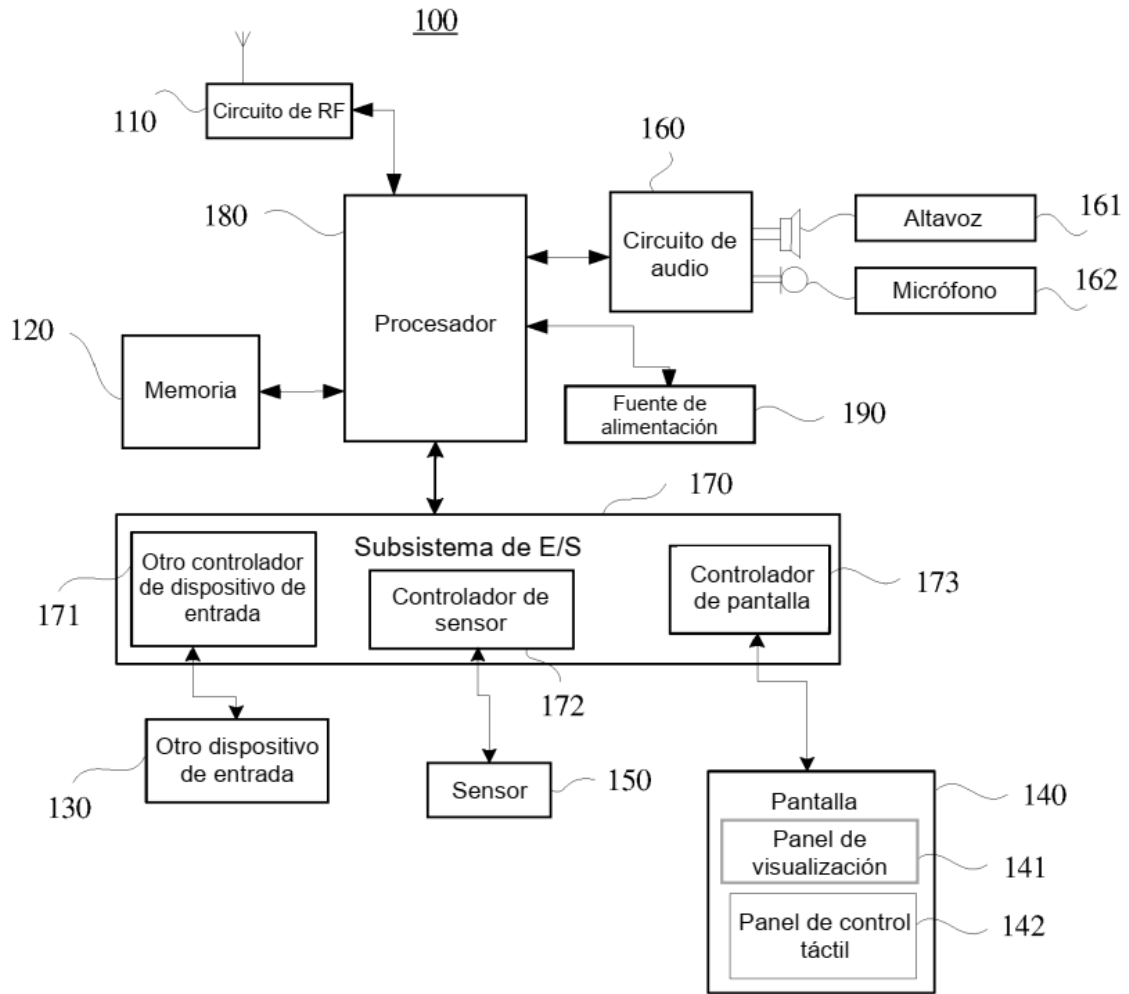 100
Circuito de RF
110
160
180
Circuito de
audio
Altavoz
161
Micrófono
162
Procesador
120
Memoria
Fuente de
alimentación
190
170
Subsistema de E/S
Otro controlador
de dispositivo de
entrada
171
Controlador de
sensor
172
Controlador
de pantalla
173
Otro dispositivo
de entrada
130
Sensor
150
Pantalla
140
Panel de
visualización
141
Panel de control
táctil
142